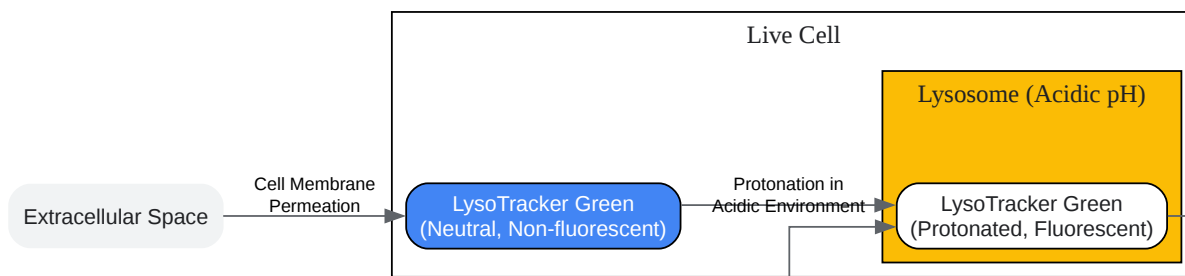 Live Cell
Lysosome (Acidic pH)
Extracellular Space
Cell Membrane
Permeation
LysoTracker Green
(Neutral, Non-fluorescent)
Protonation in
Acidic Environment
LysoTracker Green
(Protonated, Fluorescent)